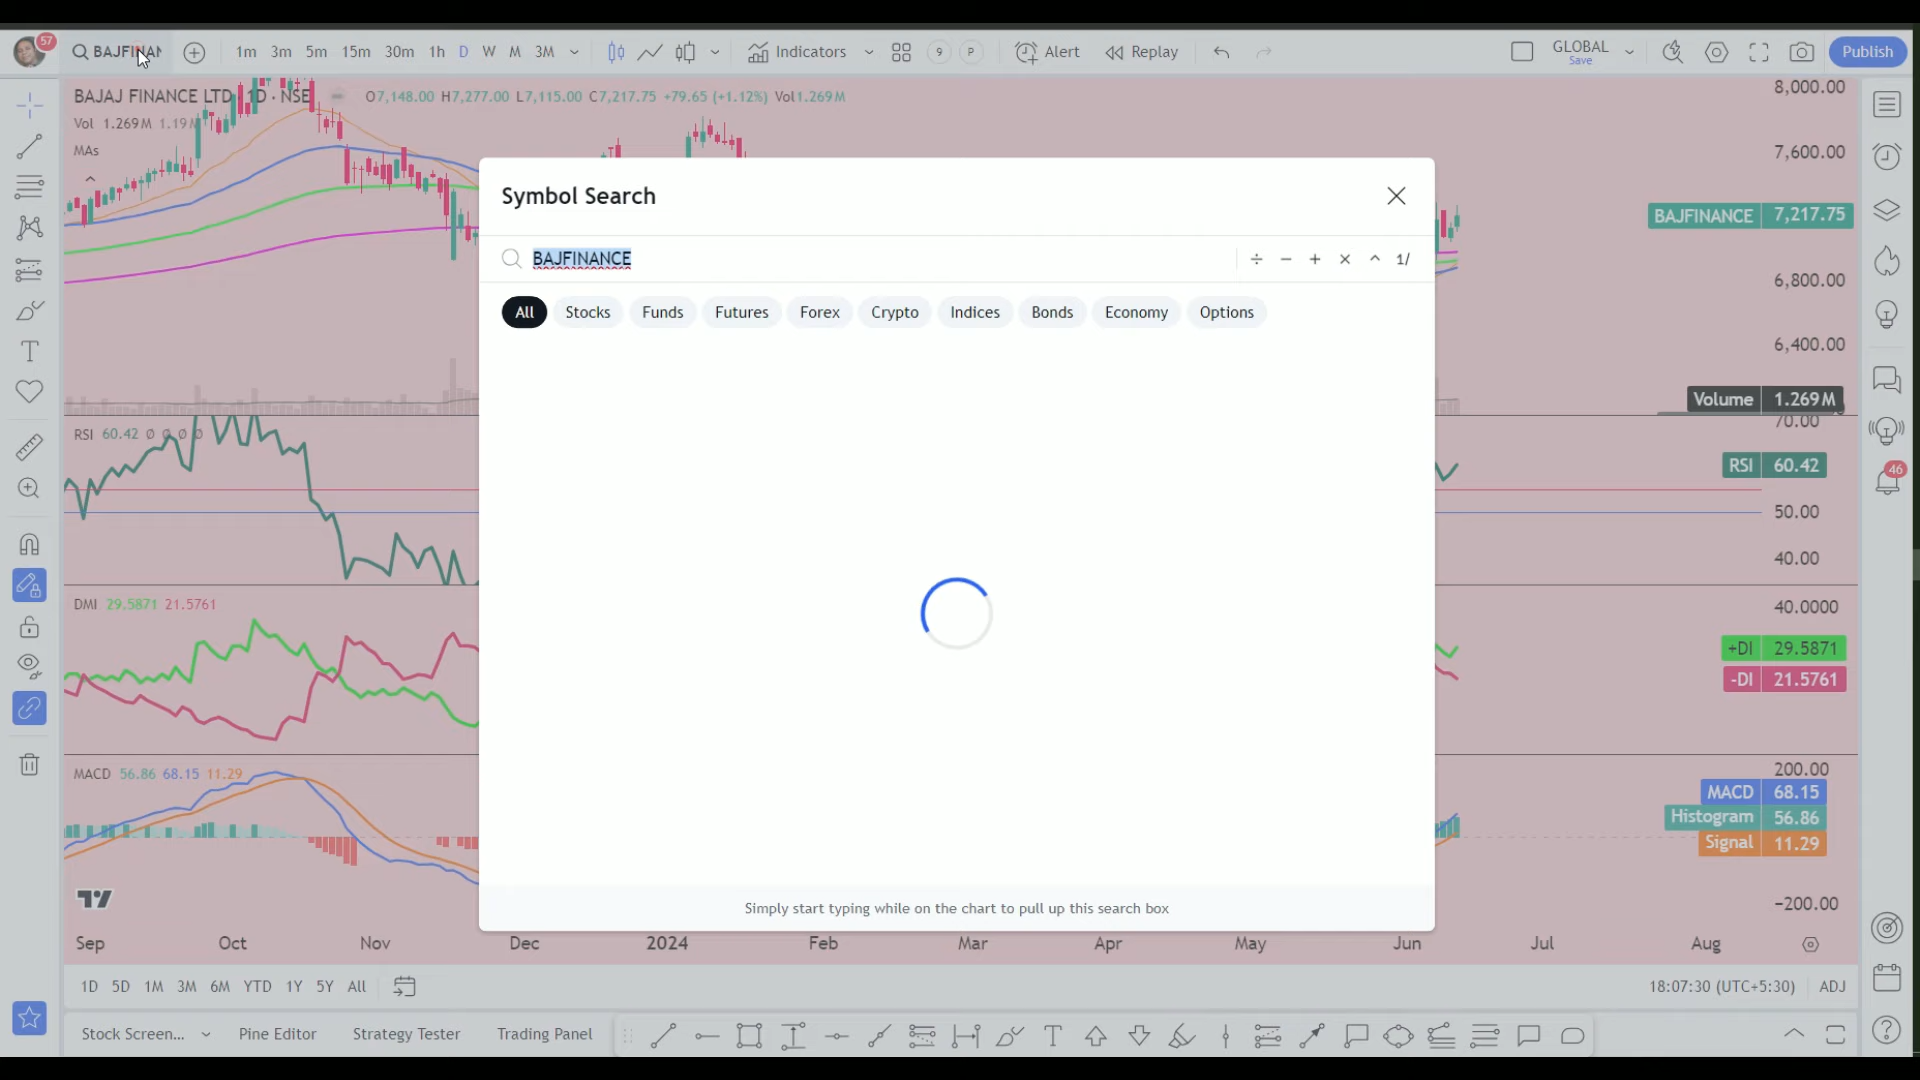 57
BAJFINAN
1m 3m 5m 15m 30m 1h D W M 3M
Indicators
9
P
Alert
Replay
GLOBAL
Save
Publish
BAJAJ FINANCE LTD · 1D · NSE
O7,148.00 H7,277.00 L7,115.00 C7,217.75 +79.65 (+1.12%) Vol1.269M
Vol 1.269M 1.19M
MAs
Symbol Search
BAJFINANCE
÷ − + × ^ 1/
All Stocks Funds Futures Forex Crypto Indices Bonds Economy Options
Simply start typing while on the chart to pull up this search box
8,000.00
7,600.00
BAJFINANCE 7,217.75
6,800.00
6,400.00
Volume 1.269M
70.00
RSI 60.42 Ø Ø Ø Ø
RSI 60.42
50.00
40.00
46
DMI 29.5871 21.5761
40.0000
+DI 29.5871
-DI 21.5761
MACD 56.86 68.15 11.29
200.00
MACD 68.15
Histogram 56.86
Signal 11.29
−200.00
Sep Oct Nov Dec 2024 Feb Mar Apr May Jun Jul Aug
1D 5D 1M 3M 6M YTD 1Y 5Y All
18:07:30 (UTC+5:30) ADJ
Stock Screen... Pine Editor Strategy Tester Trading Panel